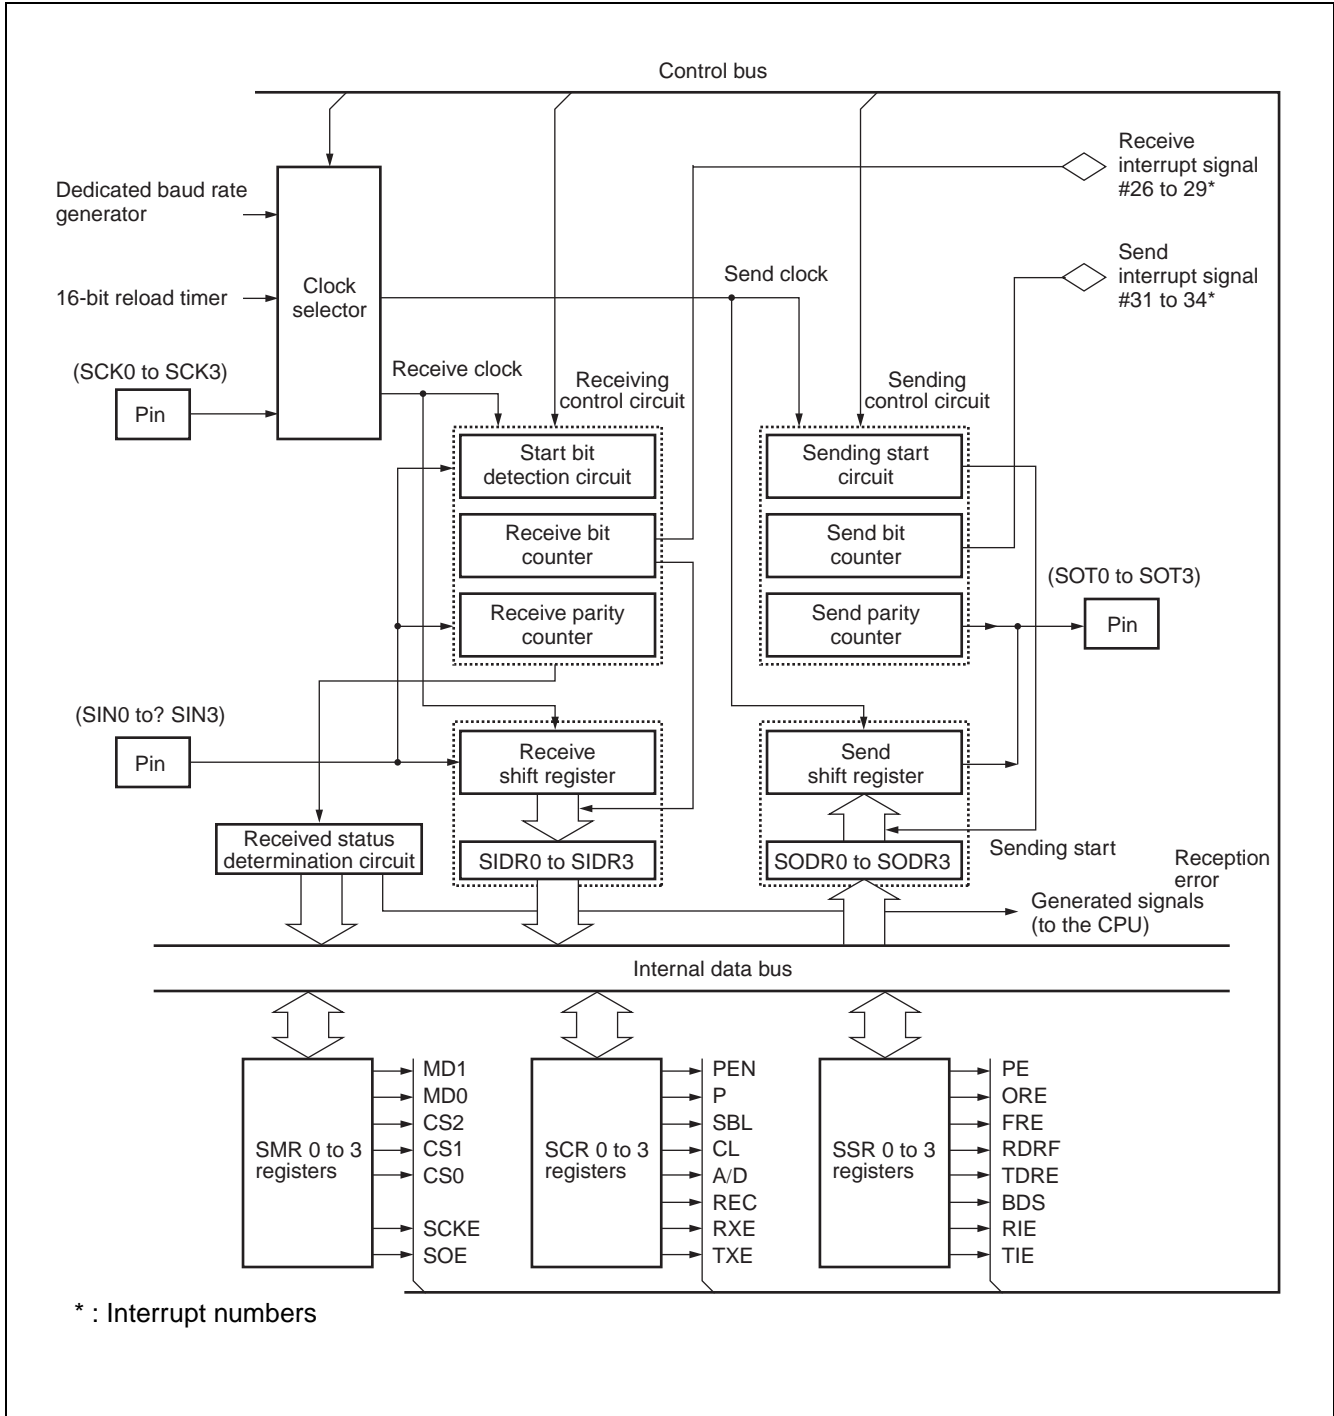 Control bus
Receive
interrupt signal
#26 to 29*
Dedicated baud rate
generator
Send
interrupt signal
#31 to 34*
Send clock
16-bit reload timer
Clock
selector
(SCK0 to SCK3)
Pin
Receive clock
Receiving
control circuit
Sending
control circuit
Start bit
detection circuit
Sending start
circuit
Receive bit
counter
Send bit
counter
(SOT0 to SOT3)
Pin
Receive parity
counter
Send parity
counter
(SIN0 to? SIN3)
Pin
Receive
shift register
Send
shift register
Received status
determination circuit
SIDR0 to SIDR3
SODR0 to SODR3
Sending start
Reception
error
Generated signals
(to the CPU)
Internal data bus
SMR 0 to 3
registers
MD1
MD0
CS2
CS1
CS0
SCKE
SOE
SCR 0 to 3
registers
PEN
P
SBL
CL
A/D
REC
RXE
TXE
SSR 0 to 3
registers
PE
ORE
FRE
RDRF
TDRE
BDS
RIE
TIE
* : Interrupt numbers